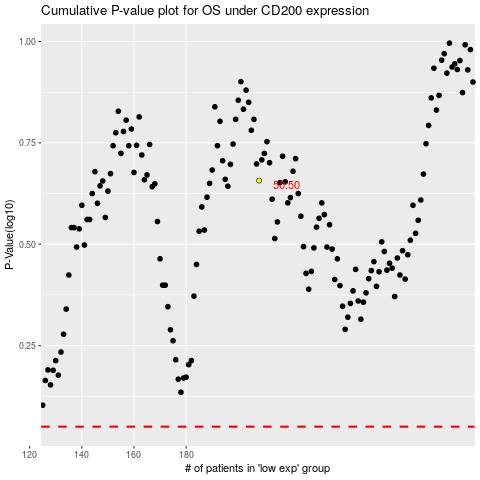 Cumulative P-value plot for OS under CD200 expression
P-Value(log10)
1.00
0.75
0.50
0.25
50:50
120 140 160 180
# of patients in 'low exp' group